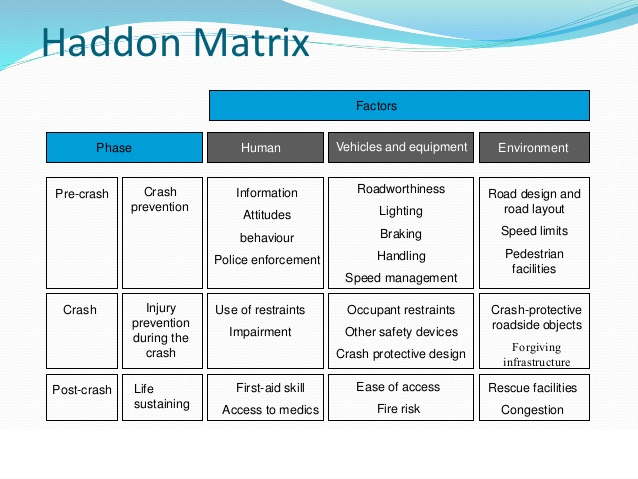 Haddon Matrix
Factors
Phase
Human
Vehicles and equipment
Environment
Pre-crash
Crash
prevention
Information
Attitudes
behaviour
Police enforcement
Roadworthiness
Lighting
Braking
Handling
Speed management
Road design and
road layout
Speed limits
Pedestrian
facilities
Crash
Injury
prevention
during the
crash
Use of restraints
Impairment
Occupant restraints
Other safety devices
Crash protective design
Crash-protective
roadside objects
Forgiving
infrastructure
Post-crash
Life
sustaining
First-aid skill
Access to medics
Ease of access
Fire risk
Rescue facilities
Congestion